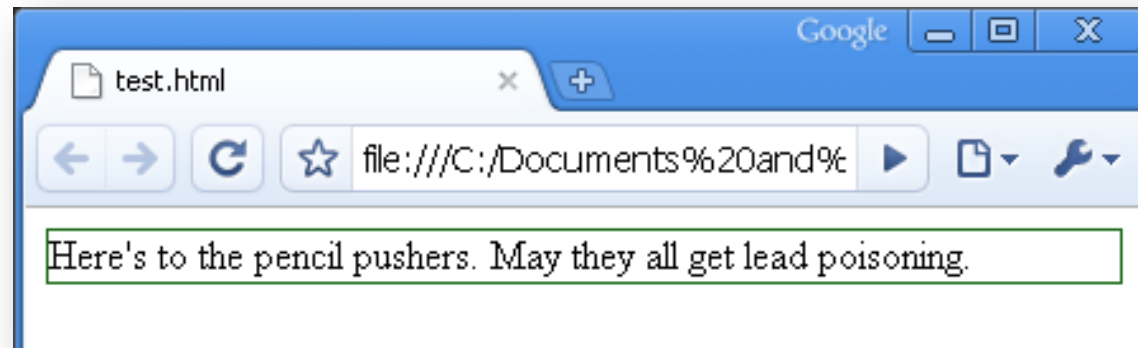 Google
test.html
file:///C:/Documents%20and%
Here's to the pencil pushers. May they all get lead poisoning.